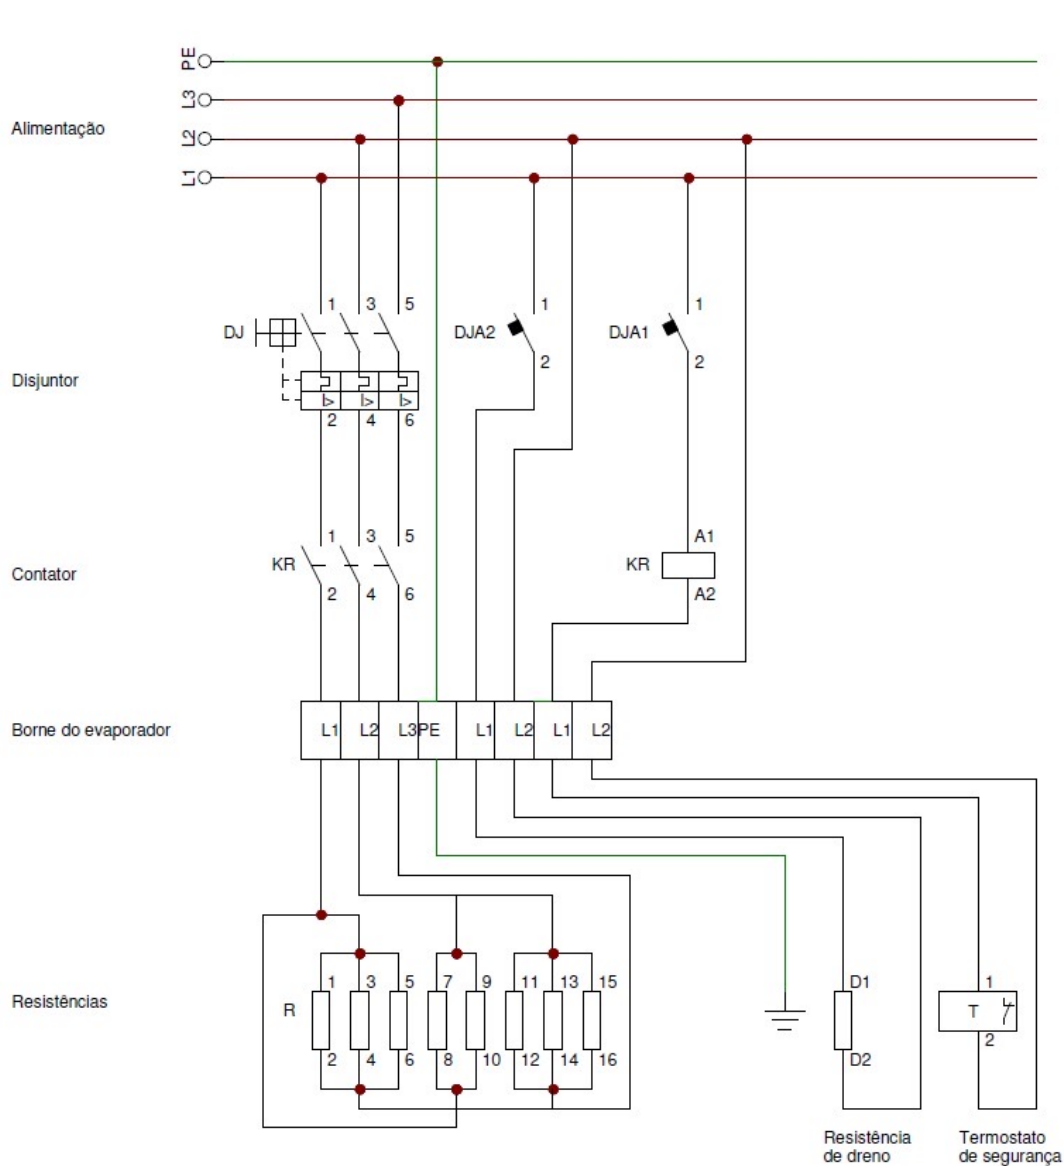 PE
L3
Alimentação
L2
L1
1 3 5 1 1
DJ DJA2 DJA1
2 2
Disjuntor
I> I> I>
2 4 6
1 3 5 A1
KR KR
Contator
2 4 6 A2
Borne do evaporador L1 L2 L3 PE L1 L2 L1 L2
1 3 5 7 9 11 13 15 D1 1
Resistências R T
2 4 6 8 10 12 14 16 D2 2
Resistência
de dreno
Termostato
de segurança